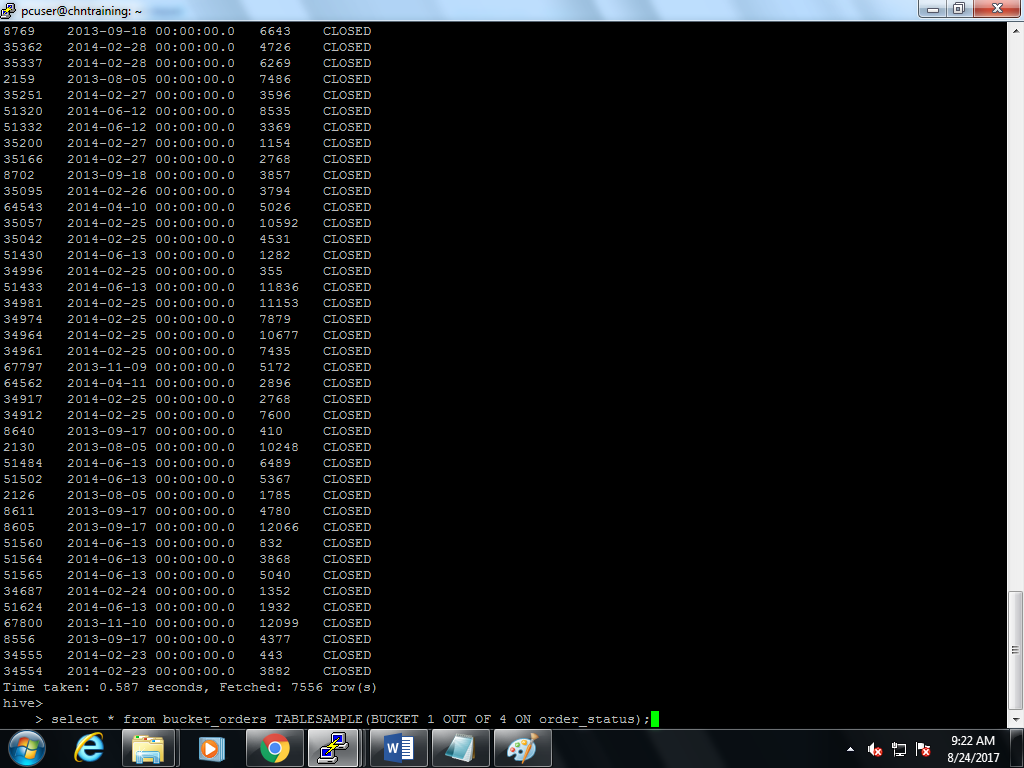 pcuser@chntraining: ~
8769 2013-09-18 00:00:00.0 6643 CLOSED
35362 2014-02-28 00:00:00.0 4726 CLOSED
35337 2014-02-28 00:00:00.0 6269 CLOSED
2159 2013-08-05 00:00:00.0 7486 CLOSED
35251 2014-02-27 00:00:00.0 3596 CLOSED
51320 2014-06-12 00:00:00.0 8535 CLOSED
51332 2014-06-12 00:00:00.0 3369 CLOSED
35200 2014-02-27 00:00:00.0 1154 CLOSED
35166 2014-02-27 00:00:00.0 2768 CLOSED
8702 2013-09-18 00:00:00.0 3857 CLOSED
35095 2014-02-26 00:00:00.0 3794 CLOSED
64543 2014-04-10 00:00:00.0 5026 CLOSED
35057 2014-02-25 00:00:00.0 10592 CLOSED
35042 2014-02-25 00:00:00.0 4531 CLOSED
51430 2014-06-13 00:00:00.0 1282 CLOSED
34996 2014-02-25 00:00:00.0 355 CLOSED
51433 2014-06-13 00:00:00.0 11836 CLOSED
34981 2014-02-25 00:00:00.0 11153 CLOSED
34974 2014-02-25 00:00:00.0 7879 CLOSED
34964 2014-02-25 00:00:00.0 10677 CLOSED
34961 2014-02-25 00:00:00.0 7435 CLOSED
67797 2013-11-09 00:00:00.0 5172 CLOSED
64562 2014-04-11 00:00:00.0 2896 CLOSED
34917 2014-02-25 00:00:00.0 2768 CLOSED
34912 2014-02-25 00:00:00.0 7600 CLOSED
8640 2013-09-17 00:00:00.0 410 CLOSED
2130 2013-08-05 00:00:00.0 10248 CLOSED
51484 2014-06-13 00:00:00.0 6489 CLOSED
51502 2014-06-13 00:00:00.0 5367 CLOSED
2126 2013-08-05 00:00:00.0 1785 CLOSED
8611 2013-09-17 00:00:00.0 4780 CLOSED
8605 2013-09-17 00:00:00.0 12066 CLOSED
51560 2014-06-13 00:00:00.0 832 CLOSED
51564 2014-06-13 00:00:00.0 3868 CLOSED
51565 2014-06-13 00:00:00.0 5040 CLOSED
34687 2014-02-24 00:00:00.0 1352 CLOSED
51624 2014-06-13 00:00:00.0 1932 CLOSED
67800 2013-11-10 00:00:00.0 12099 CLOSED
8556 2013-09-17 00:00:00.0 4377 CLOSED
34555 2014-02-23 00:00:00.0 443 CLOSED
34554 2014-02-23 00:00:00.0 3882 CLOSED
Time taken: 0.587 seconds, Fetched: 7556 row(s)
hive>
> select * from bucket_orders TABLESAMPLE(BUCKET 1 OUT OF 4 ON order_status);
9:22 AM
8/24/2017